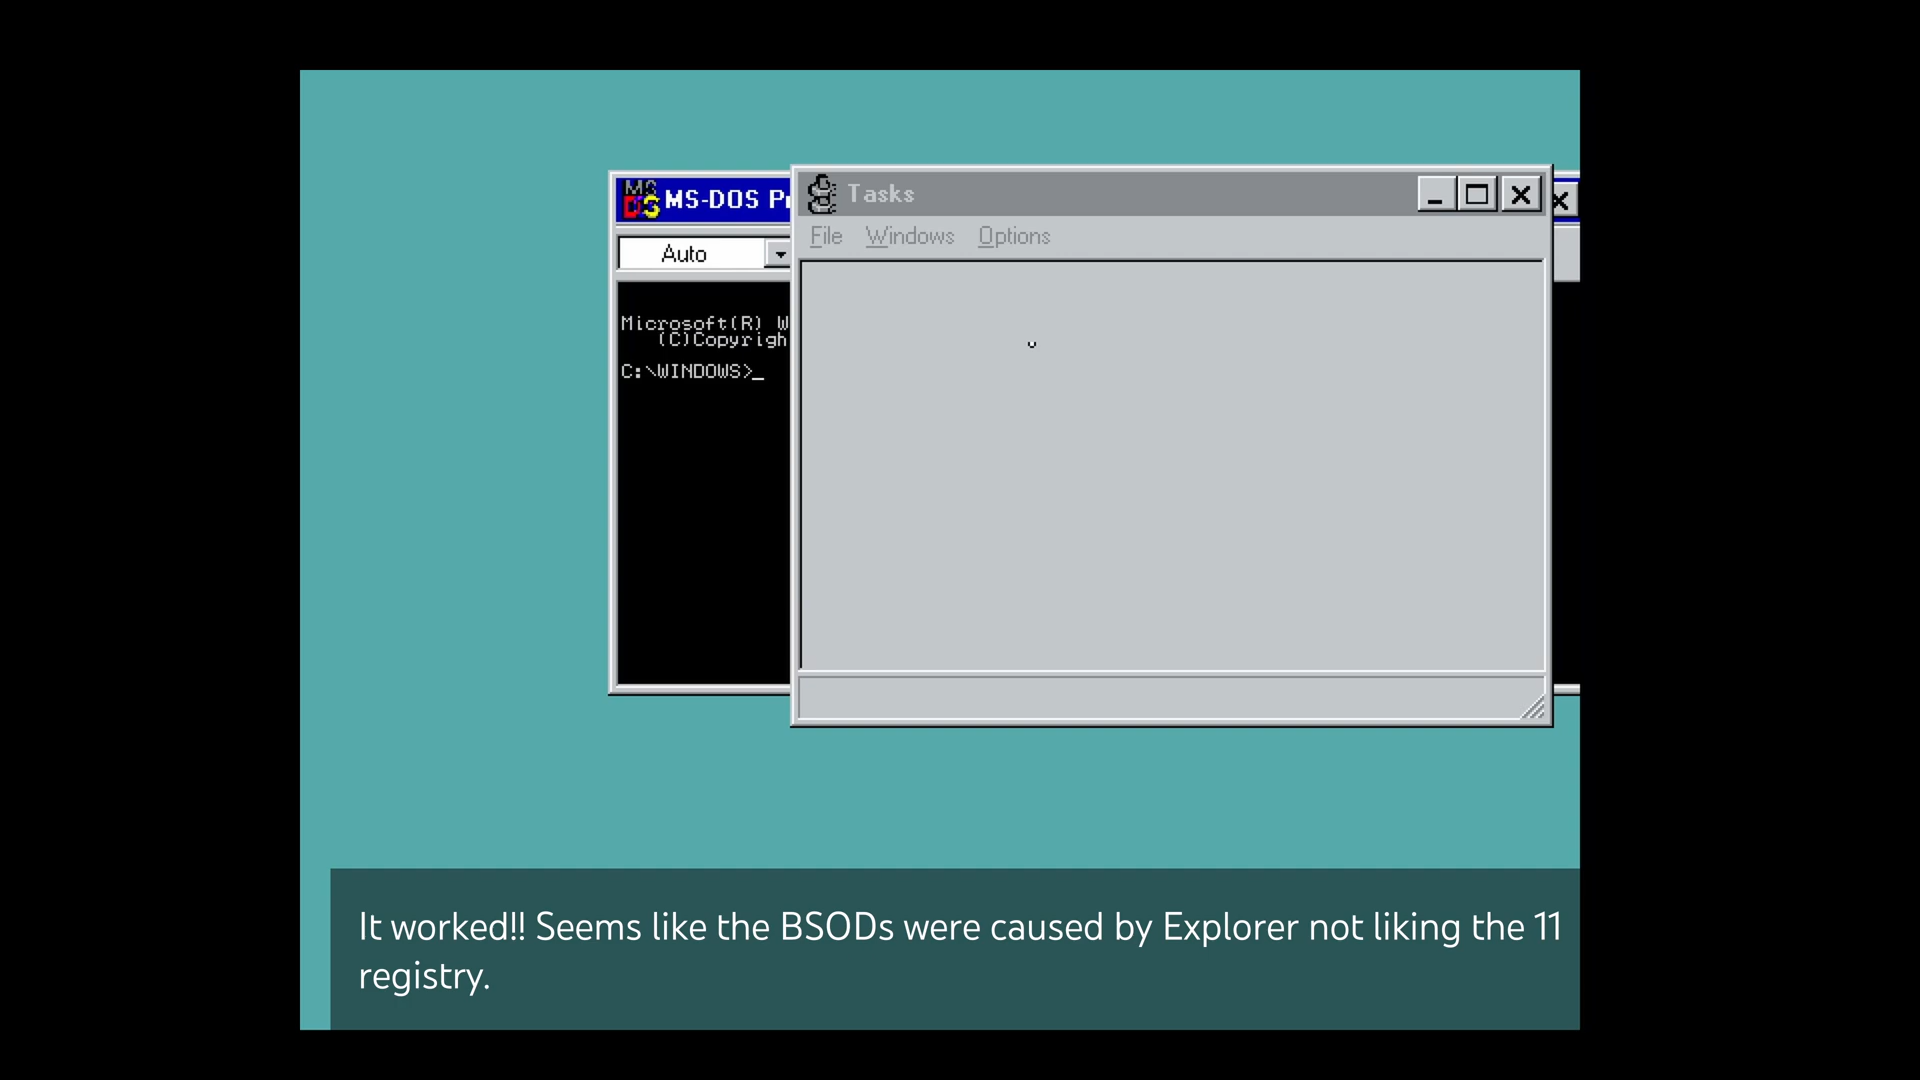 MS-DOS P
Auto
Microsoft(R) W
(C)Copyrigh
C:\WINDOWS>_
Tasks
File Windows Options
It worked!! Seems like the BSODs were caused by Explorer not liking the 11
registry.